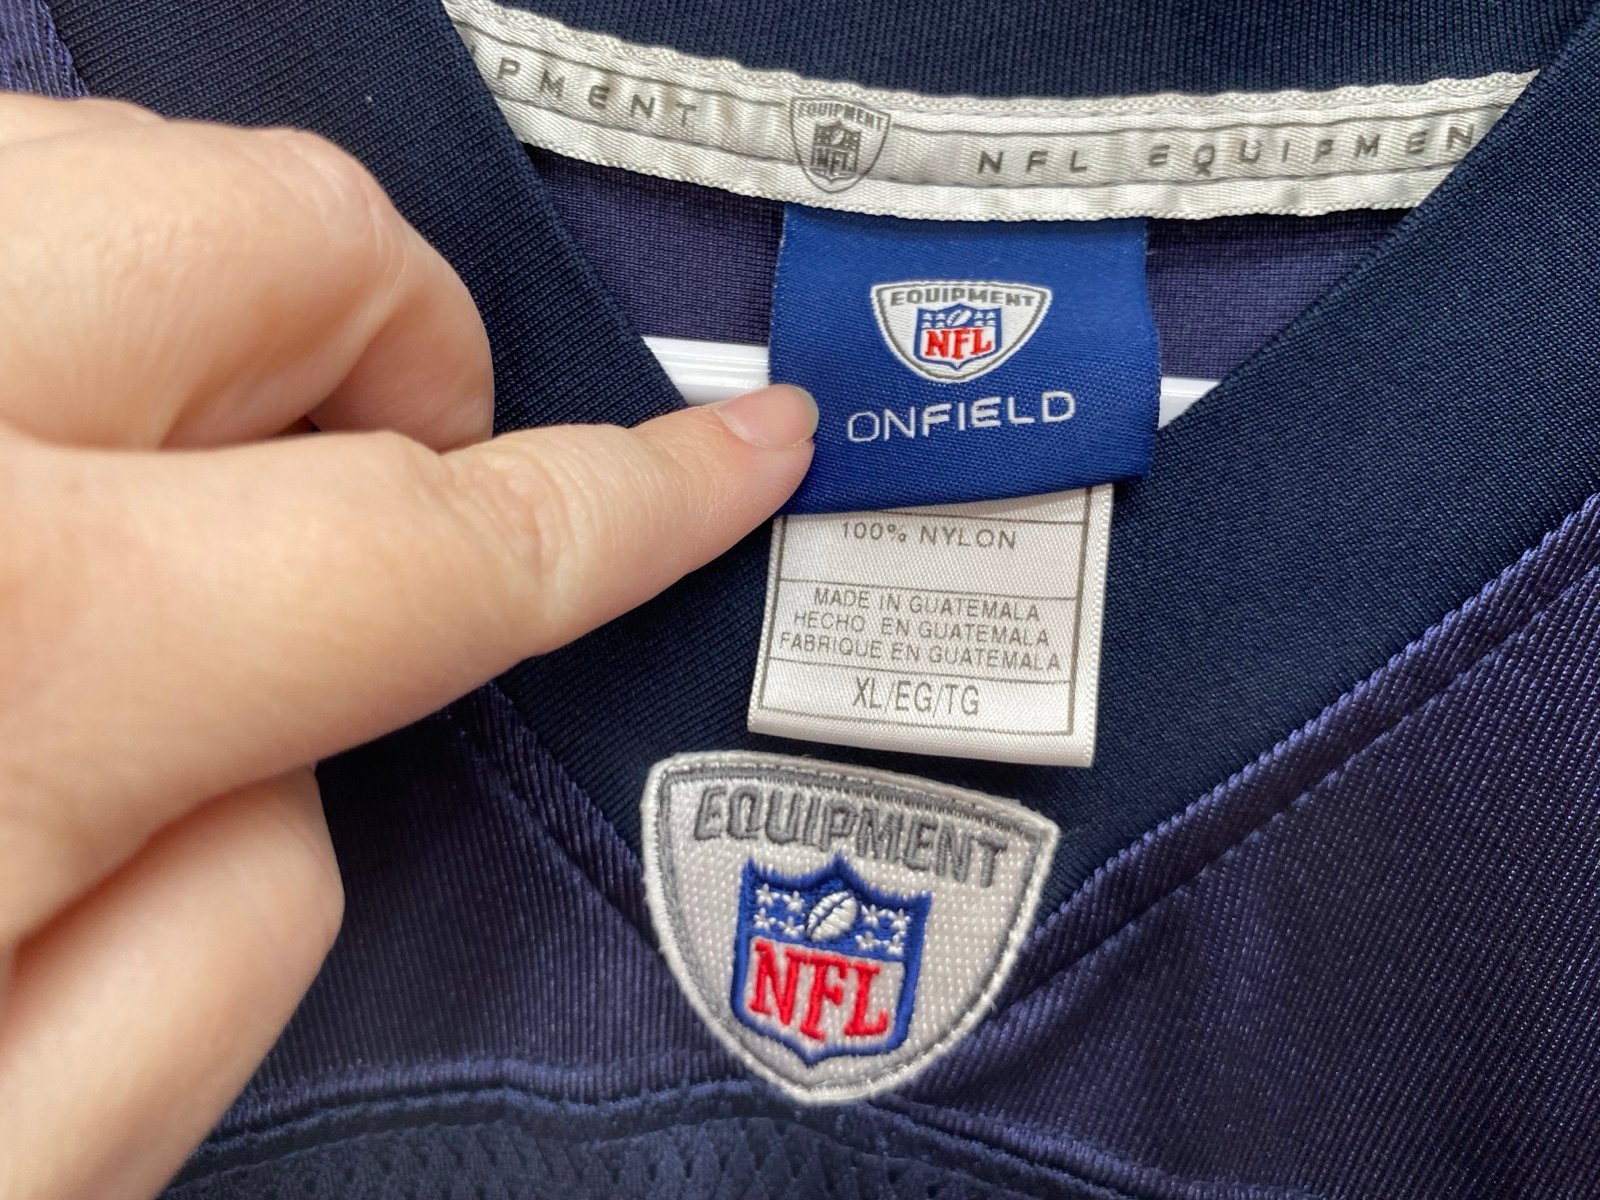 PMENT EQUIPMENT NFL NFL EQUIPMEN
EQUIPMENT
NFL
ONFIELD
100% NYLON
MADE IN GUATEMALA
HECHO EN GUATEMALA
FABRIQUE EN GUATEMALA
XL/EG/TG
EQUIPMENT
NFL